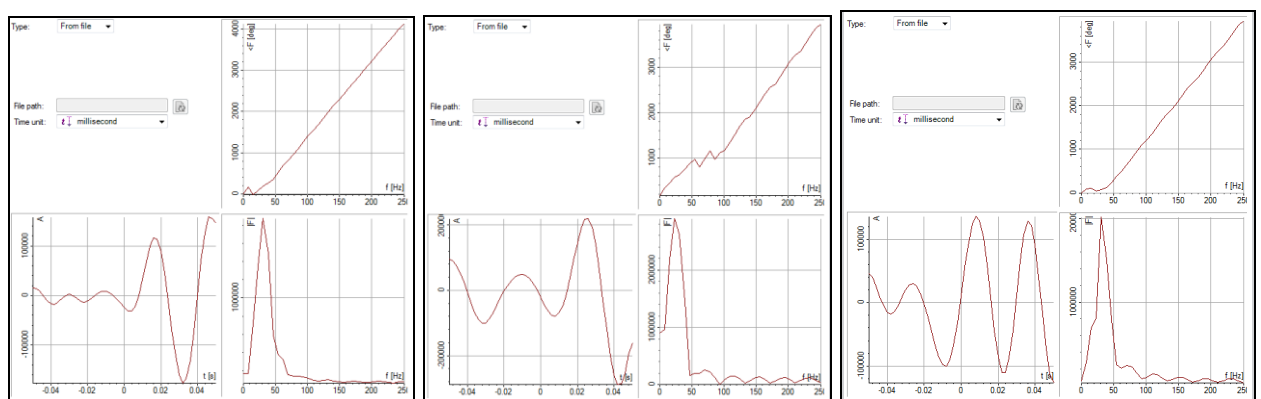 Type: From file
<F [deg]
4000
3000
2000
1000
0
File path:
Time unit: t millisecond
f [Hz]
0 50 100 150 200 250
A
100000
0
-100000
t [s]
-0.04 -0.02 0 0.02 0.04
|F|
1000000
f [Hz]
0 50 100 150 200 250
Type: From file
<F [deg]
3000
2000
1000
File path:
Time unit: t millisecond
f [Hz]
0 50 100 150 200 250
A
200000
0
-200000
t [s]
-0.04 -0.02 0 0.02 0.04
|F|
2000000
1000000
0
f [Hz]
0 50 100 150 200 250
Type: From file
<F [deg]
3000
2000
1000
0
File path:
Time unit: t millisecond
f [Hz]
0 50 100 150 200 250
A
100000
0
-100000
t [s]
-0.04 -0.02 0 0.02 0.04
|F|
1000000
0
f [Hz]
0 50 100 150 200 250